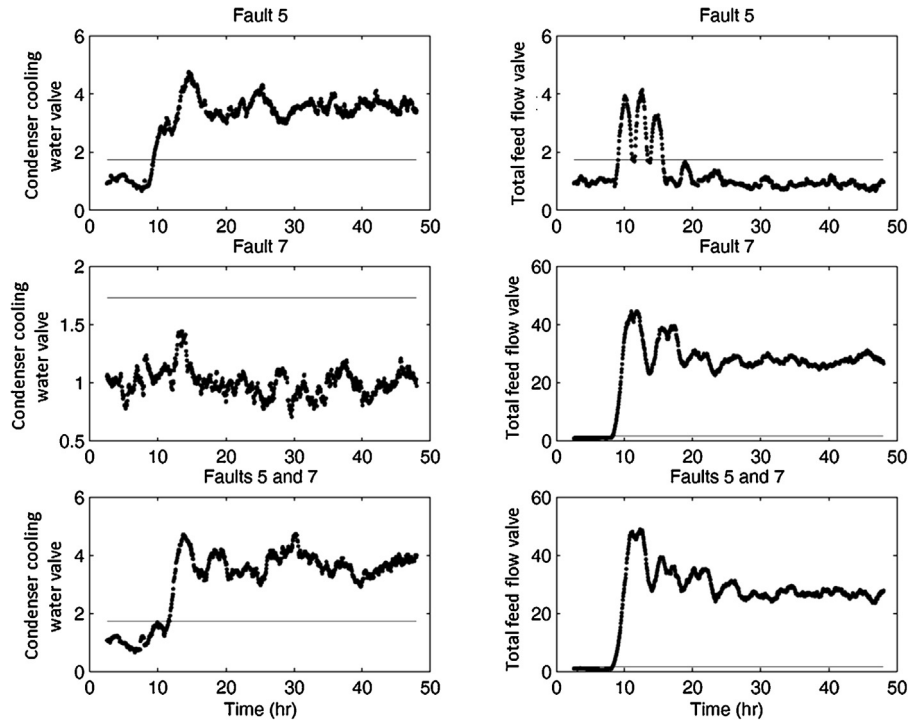 Fault 5
Condenser cooling
water valve
6
4
2
0
0 10 20 30 40 50
Fault 5
Total feed flow valve
6
4
2
0
0 10 20 30 40 50
Fault 7
Condenser cooling
water valve
2
1.5
1
0.5
0 10 20 30 40 50
Fault 7
Total feed flow valve
60
40
20
0
0 10 20 30 40 50
Faults 5 and 7
Condenser cooling
water valve
6
4
2
0
0 10 20 30 40 50
Time (hr)
Faults 5 and 7
Total feed flow valve
60
40
20
0
0 10 20 30 40 50
Time (hr)